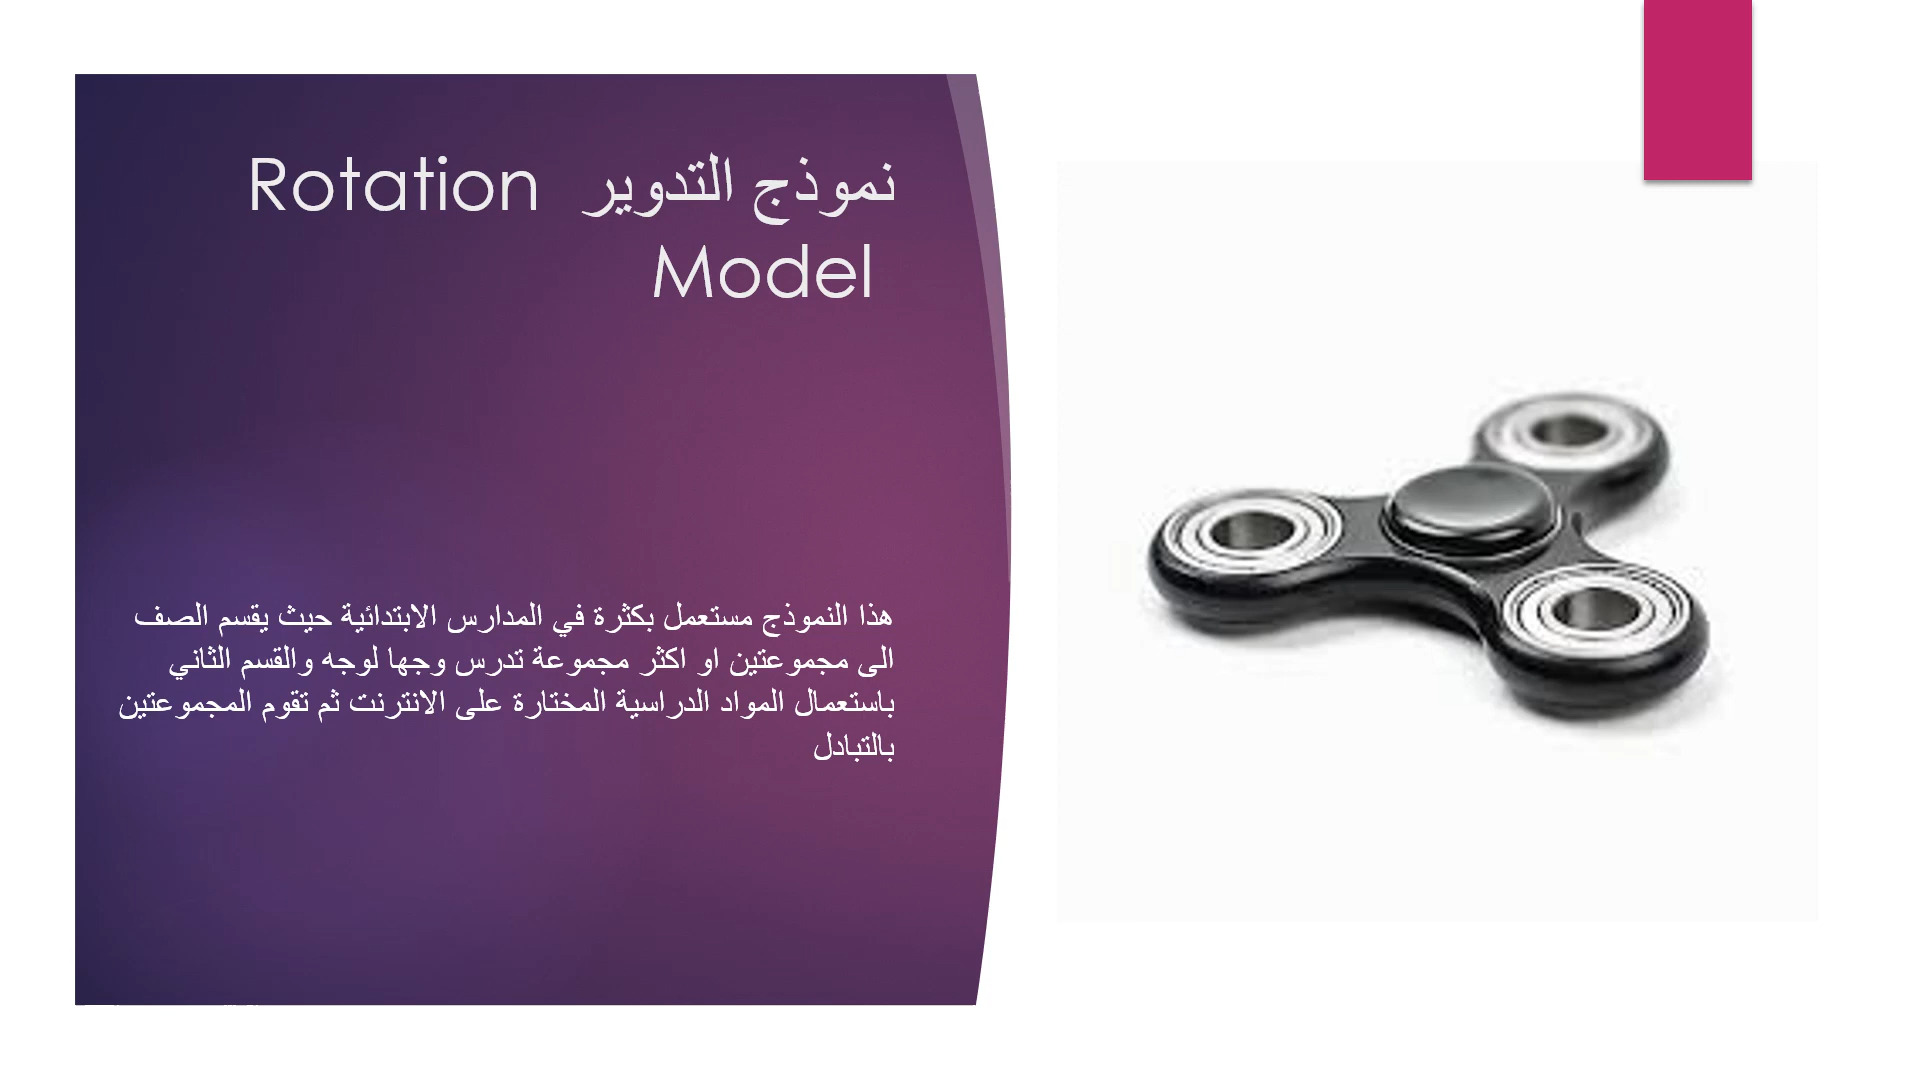 نموذج التدوير Rotation
Model
هذا النموذج مستعمل بكثرة في المدارس الابتدائية حيث يقسم الصف
الى مجموعتين او اكثر مجموعة تدرس وجها لوجه والقسم الثاني
باستعمال المواد الدراسية المختارة على الانترنت ثم تقوم المجموعتين
بالتبادل